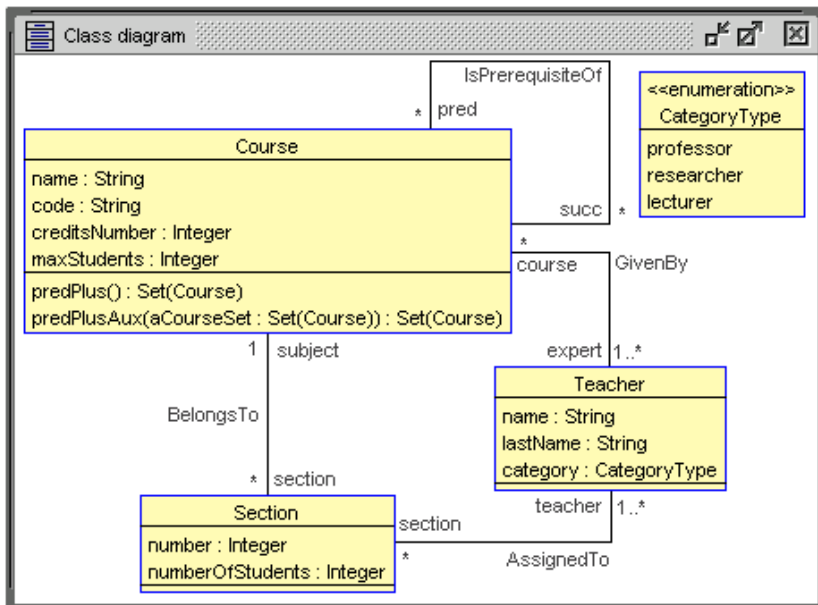 Class diagram
IsPrerequisiteOf
* pred
<<enumeration>>
CategoryType
professor
researcher
lecturer
Course
name : String
code : String
creditsNumber : Integer
maxStudents : Integer
predPlus() : Set(Course)
predPlusAux(aCourseSet : Set(Course)) : Set(Course)
succ *
*
course GivenBy
1 subject
expert 1..*
Teacher
name : String
lastName : String
category : CategoryType
BelongsTo
* section
teacher 1..*
Section
number : Integer
numberOfStudents : Integer
section
*
AssignedTo